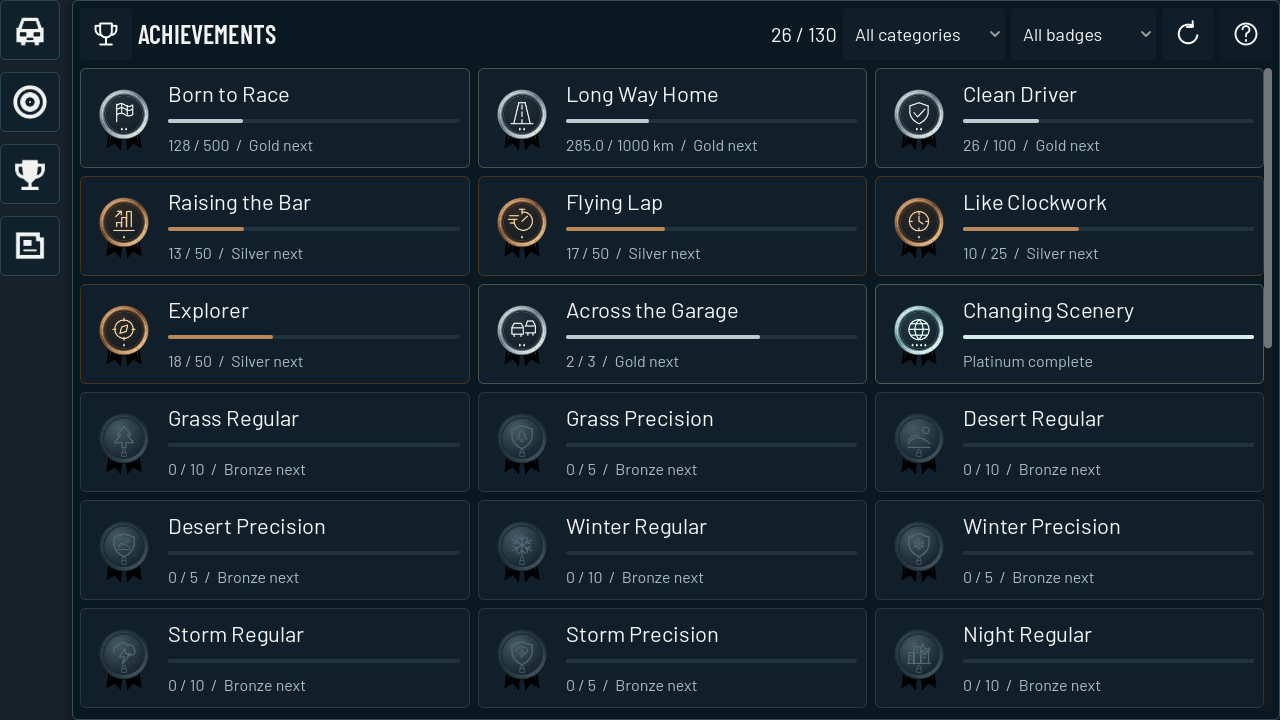 ACHIEVEMENTS
26 / 130
All categories
All badges
Born to Race
128 / 500 / Gold next
Long Way Home
285.0 / 1000 km / Gold next
Clean Driver
26 / 100 / Gold next
Raising the Bar
13 / 50 / Silver next
Flying Lap
17 / 50 / Silver next
Like Clockwork
10 / 25 / Silver next
Explorer
18 / 50 / Silver next
Across the Garage
2 / 3 / Gold next
Changing Scenery
Platinum complete
Grass Regular
0 / 10 / Bronze next
Grass Precision
0 / 5 / Bronze next
Desert Regular
0 / 10 / Bronze next
Desert Precision
0 / 5 / Bronze next
Winter Regular
0 / 10 / Bronze next
Winter Precision
0 / 5 / Bronze next
Storm Regular
0 / 10 / Bronze next
Storm Precision
0 / 5 / Bronze next
Night Regular
0 / 10 / Bronze next